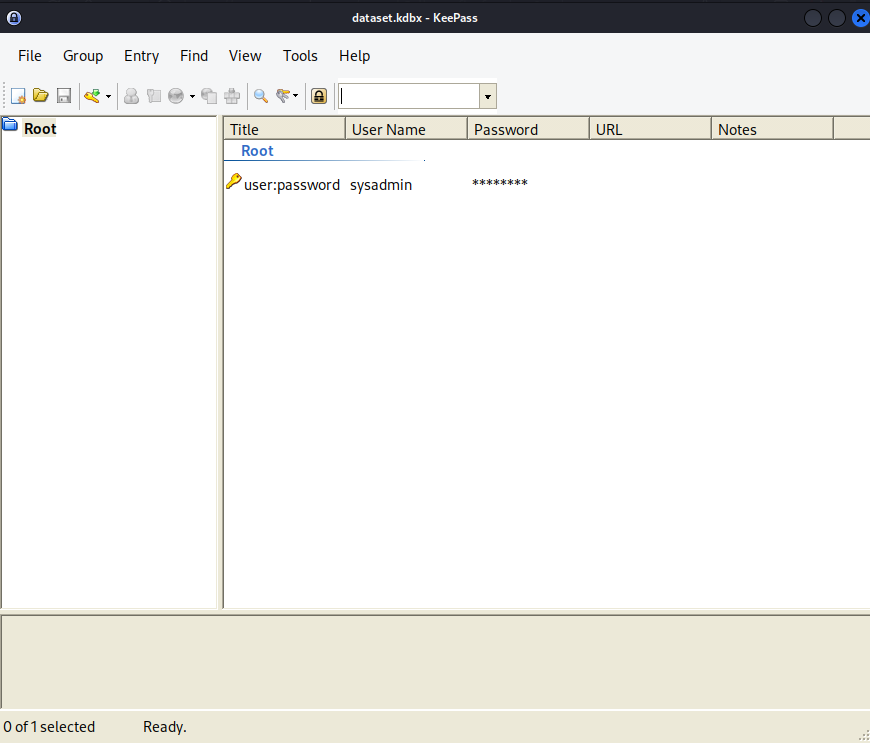 dataset.kdbx - KeePass
File Group Entry Find View Tools Help
Root
Title User Name Password URL Notes
Root
user:password sysadmin ********
0 of 1 selected Ready.